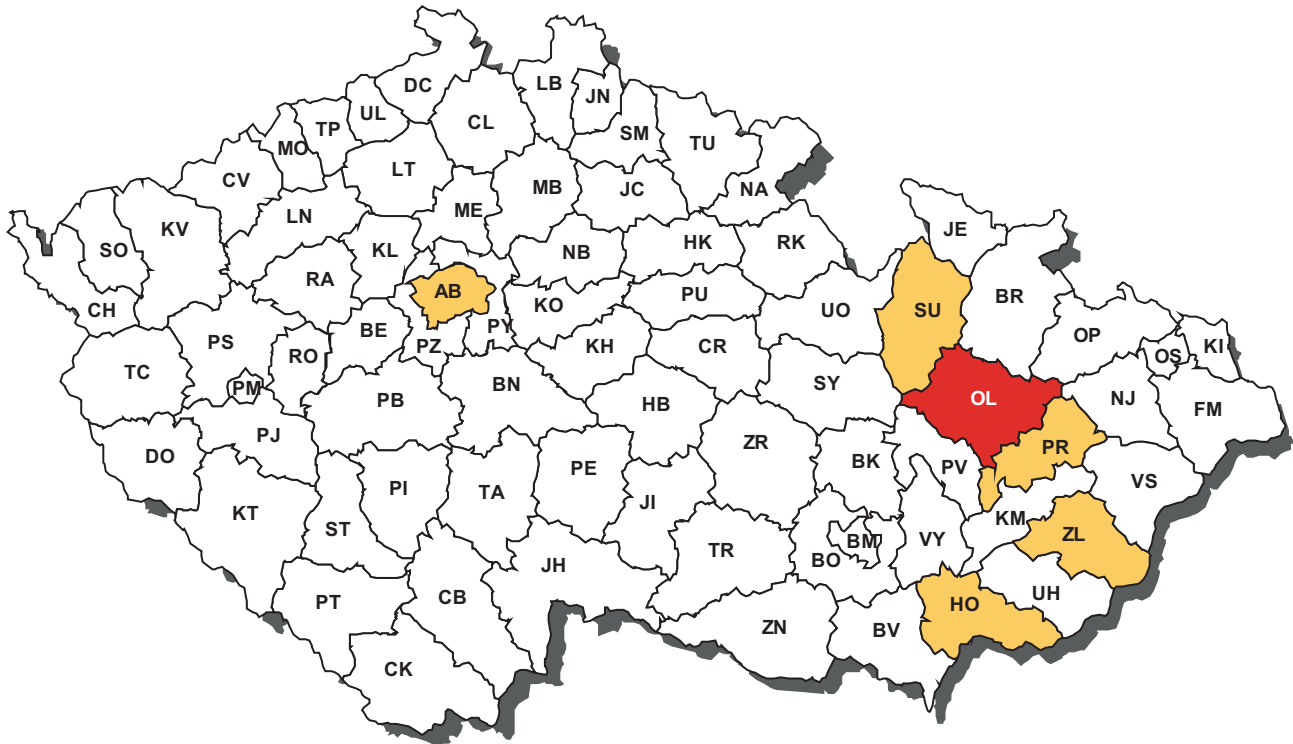 DC
LB
JN
UL
CL
TP
SM
MO
TU
LT
CV
MB
JC
NA
LN
ME
KV
SO
KL
NB
HK
RK
JE
RA
AB
KO
PU
UO
SU
BR
CH
BE
PY
OP
PS
RO
PZ
KH
CR
OS
KI
TC
PM
BN
SY
PB
HB
OL
NJ
FM
PJ
ZR
PR
DO
PE
BK
PV
VS
PI
TA
KT
ST
JI
KM
ZL
TR
BO
BM
VY
JH
PT
CB
HO
UH
ZN
BV
CK